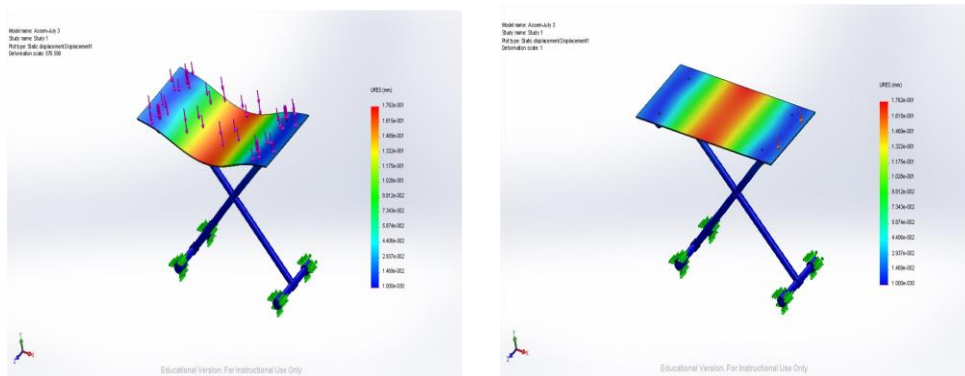 Model name: Assem-July 3
Study name: Study 1
Plot type: Static displacement Displacement1
Deformation scale: 578.598
URES (mm)
1.762e-001
1.615e-001
1.469e-001
1.322e-001
1.175e-001
1.028e-001
8.812e-002
7.343e-002
5.874e-002
4.406e-002
2.937e-002
1.469e-002
1.000e-030
Educational Version. For Instructional Use Only
Model name: Assem-July 3
Study name: Study 1
Plot type: Static displacement Displacement1
Deformation scale: 1
URES (mm)
1.762e-001
1.615e-001
1.469e-001
1.322e-001
1.175e-001
1.028e-001
8.812e-002
7.343e-002
5.874e-002
4.406e-002
2.937e-002
1.469e-002
1.000e-030
Educational Version. For Instructional Use Only